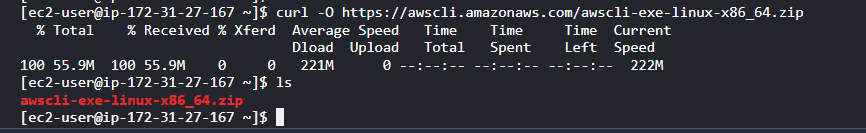 [ec2-user@ip-172-31-27-167 ~]$ curl -O https://awscli.amazonaws.com/awscli-exe-linux-x86_64.zip
% Total % Received % Xferd Average Speed Time Time Time Current
Dload Upload Total Spent Left Speed
100 55.9M 100 55.9M 0 0 221M 0 --:--:-- --:--:-- --:--:-- 222M
[ec2-user@ip-172-31-27-167 ~]$ ls
awscli-exe-linux-x86_64.zip
[ec2-user@ip-172-31-27-167 ~]$